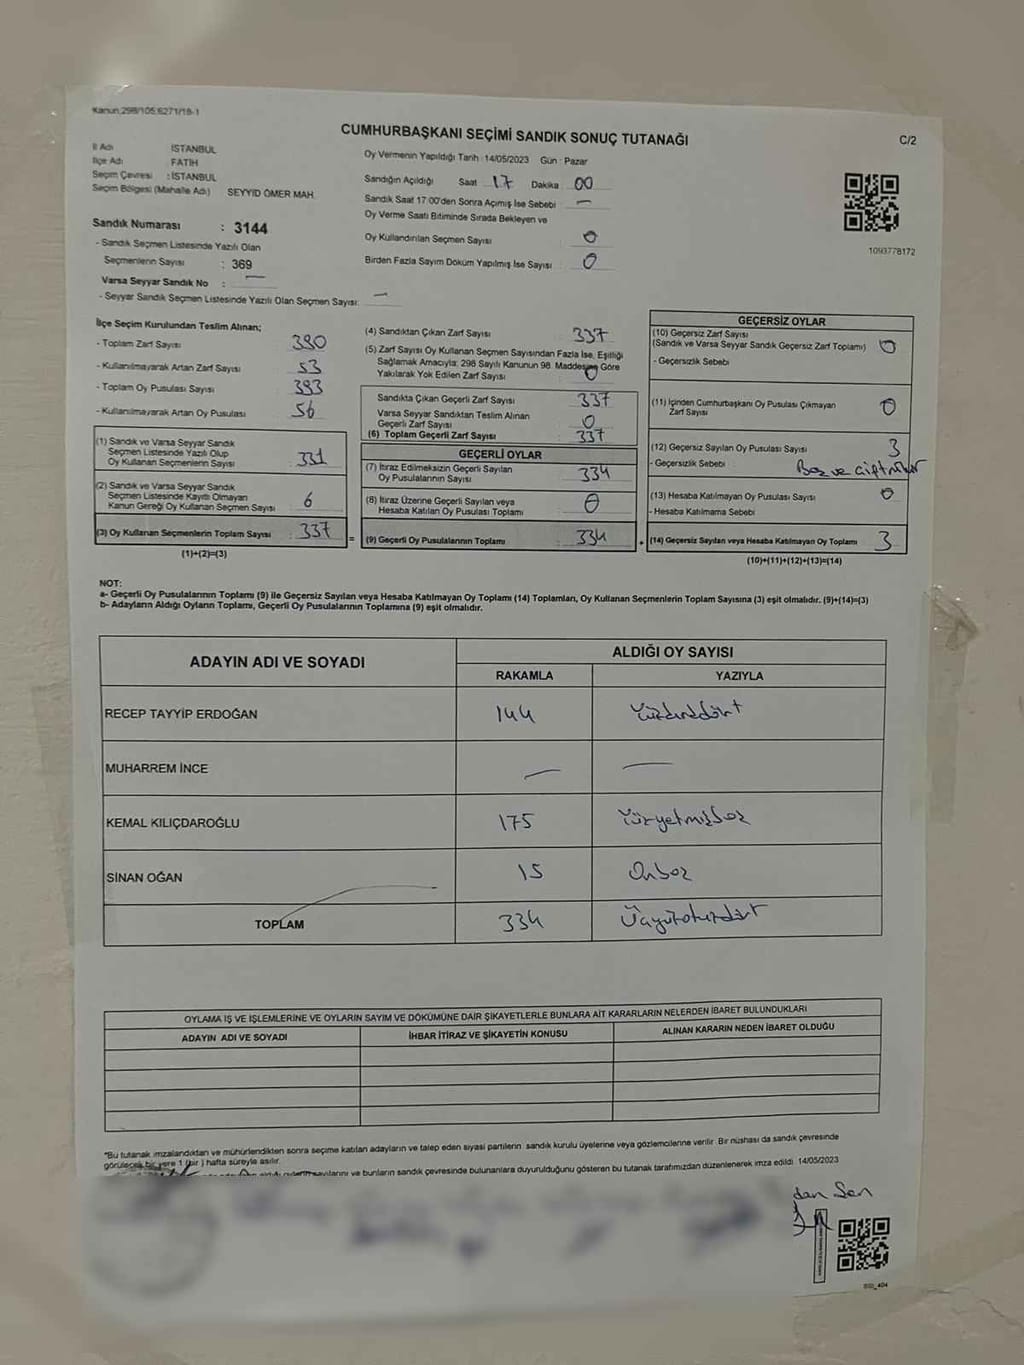 Kanun:298/105;6271/18-1
CUMHURBAŞKANI SEÇİMİ SANDIK SONUÇ TUTANAĞI
C/2
İl Adı İSTANBUL
İlçe Adı FATİH
Seçim Çevresi : İSTANBUL
Seçim Bölgesi (Mahalle Adı) SEYYİD ÖMER MAH.
Oy Vermenin Yapıldığı Tarih :14/05/2023 Gün : Pazar
Sandığın Açıldığı Saat 17 Dakika 00
Sandık Saat 17:00'den Sonra Açımış İse Sebebi —
Oy Verme Saati Bitiminde Sırada Bekleyen ve
Oy Kullandırılan Seçmen Sayısı 0
Birden Fazla Sayım Döküm Yapılmış İse Sayısı 0
1093778172
Sandık Numarası : 3144
- Sandık Seçmen Listesinde Yazılı Olan
Seçmenlerin Sayısı : 369
Varsa Seyyar Sandık No : —
- Seyyar Sandık Seçmen Listesinde Yazılı Olan Seçmen Sayısı: —
İlçe Seçim Kurulundan Teslim Alınan;
- Toplam Zarf Sayısı 390
- Kullanılmayarak Artan Zarf Sayısı 53
- Toplam Oy Pusulası Sayısı 393
- Kullanılmayarak Artan Oy Pusulası 56
(1) Sandık ve Varsa Seyyar Sandık
Seçmen Listesinde Yazılı Olup
Oy Kullanan Seçmenlerin Sayısı 331
(2) Sandık ve Varsa Seyyar Sandık
Seçmen Listesinde Kayıtlı Olmayan
Kanun Gereği Oy Kullanan Seçmen Sayısı 6
(3) Oy Kullanan Seçmenlerin Toplam Sayısı 337
(1)+(2)=(3)
(4) Sandıktan Çıkan Zarf Sayısı 337
(5) Zarf Sayısı Oy Kullanan Seçmen Sayısından Fazla İse, Eşitliği
Sağlamak Amacıyla; 298 Sayılı Kanunun 98. Maddesine Göre
Yakılarak Yok Edilen Zarf Sayısı 0
Sandıkta Çıkan Geçerli Zarf Sayısı 337
Varsa Seyyar Sandıktan Teslim Alınan
Geçerli Zarf Sayısı 0
(6) Toplam Geçerli Zarf Sayısı 337
GEÇERLİ OYLAR
(7) İtiraz Edilmeksizin Geçerli Sayılan
Oy Pusulalarının Sayısı 334
(8) İtiraz Üzerine Geçerli Sayılan veya
Hesaba Katılan Oy Pusulası Toplamı 0
= (9) Geçerli Oy Pusulalarının Toplamı 334
GEÇERSİZ OYLAR
(10) Geçersiz Zarf Sayısı
(Sandık ve Varsa Seyyar Sandık Geçersiz Zarf Toplamı) 0
- Geçersizlik Sebebi
(11) İçinden Cumhurbaşkanı Oy Pusulası Çıkmayan
Zarf Sayısı 0
(12) Geçersiz Sayılan Oy Pusulası Sayısı 3
- Geçersizlik Sebebi Boş ve
(13) Hesaba Katılmayan Oy Pusulası Sayısı 0
- Hesaba Katılmama Sebebi
+ (14) Geçersiz Sayılan veya Hesaba Katılmayan Oy Toplamı 3
(10)+(11)+(12)+(13)=(14)
NOT:
a- Geçerli Oy Pusulalarının Toplamı (9) ile Geçersiz Sayılan veya Hesaba Katılmayan Oy Toplamı (14) Toplamları, Oy Kullanan Seçmenlerin Toplam Sayısına (3) eşit olmalıdır. (9)+(14)=(3)
b- Adayların Aldığı Oyların Toplamı, Geçerli Oy Pusulalarının Toplamına (9) eşit olmalıdır.
ADAYIN ADI VE SOYADI
ALDIĞI OY SAYISI
RAKAMLA YAZIYLA
RECEP TAYYİP ERDOĞAN 144 Yüzkırkdört
MUHARREM İNCE — —
KEMAL KILIÇDAROĞLU 175 Yüzyetmişbeş
SİNAN OĞAN 15 Onbeş
TOPLAM 334 Üçyüzotuzdört
OYLAMA İŞ VE İŞLEMLERİNE VE OYLARIN SAYIM VE DÖKÜMÜNE DAİR ŞİKAYETLERLE BUNLARA AİT KARARLARIN NELERDEN İBARET BULUNDUKLARI
ADAYIN ADI VE SOYADI İHBAR İTİRAZ VE ŞİKAYETİN KONUSU ALINAN KARARIN NEDEN İBARET OLDUĞU
"Bu tutanak imzalandıktan ve mühürlendikten sonra seçime katılan adayların ve talep eden siyasi partilerin sandık kurulu üyelerine veya gözlemcilerine verilir. Bir nüshası da sandık çevresinde
görülecek bir yere 1 (bir) hafta süreyle asılır.
sayılarını ve bunların sandık çevresinde bulunanlara duyurulduğunu gösteren bu tutanak tarafımızdan düzenlenerek imza edildi. 14/05/2023
dan Şen